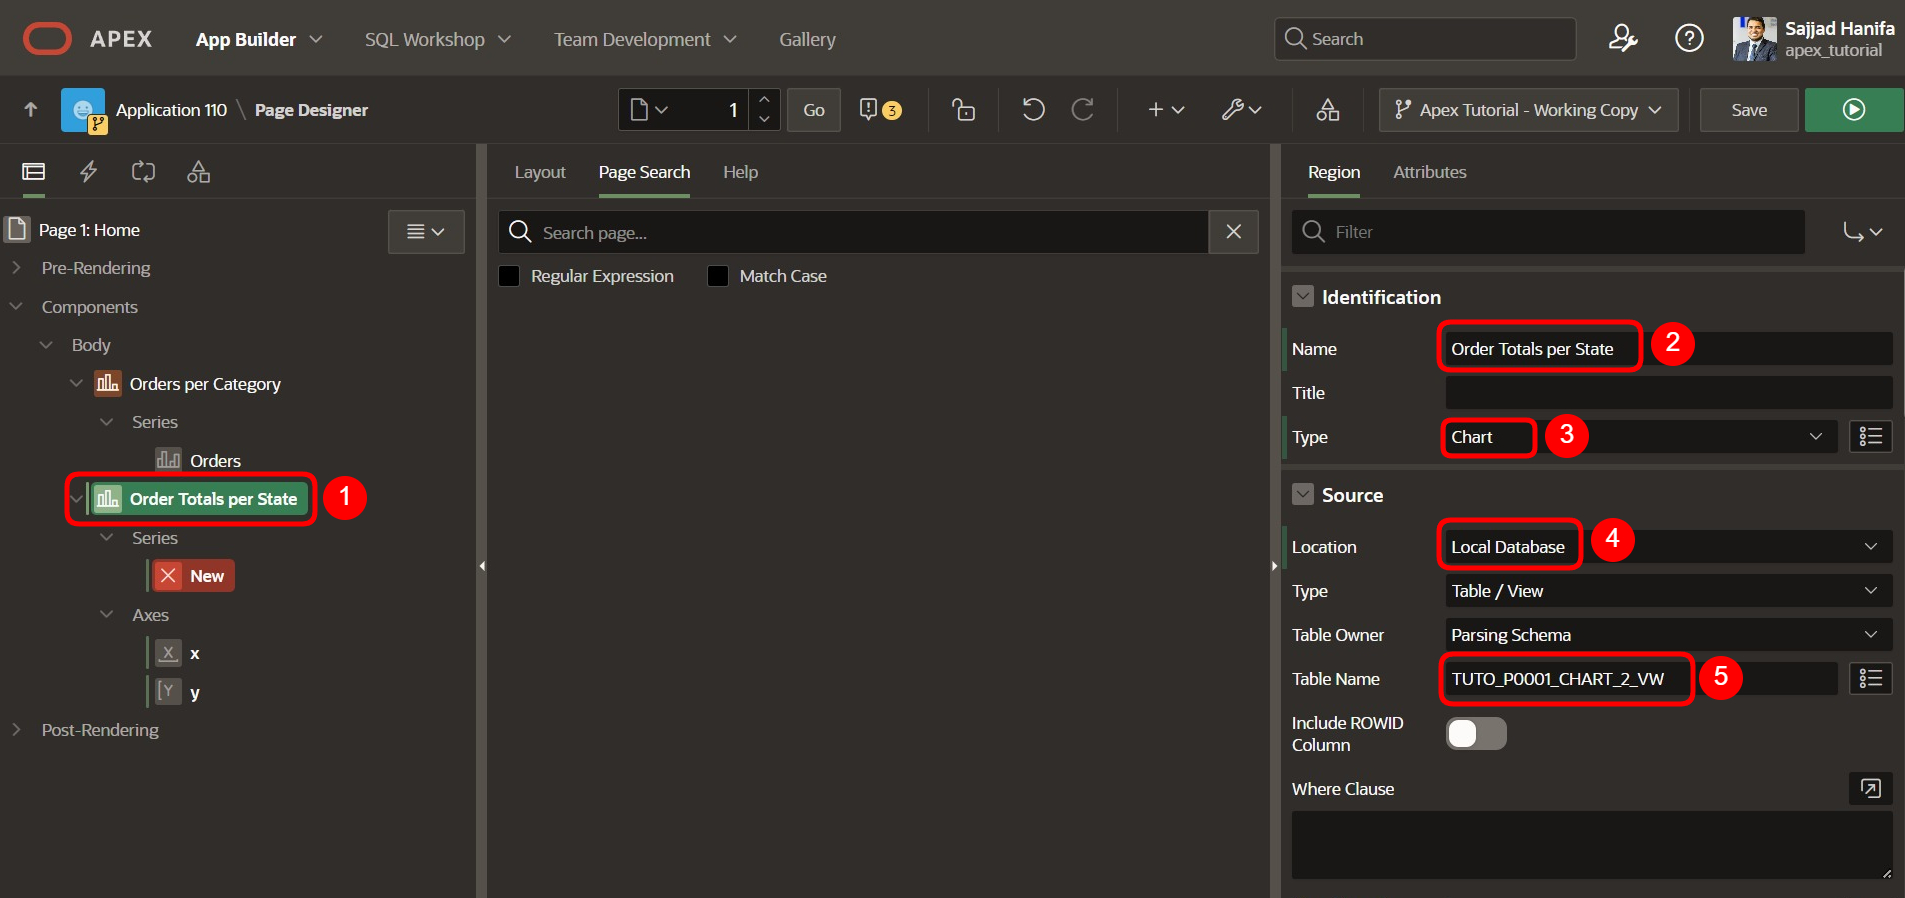 APEX App Builder SQL Workshop Team Development Gallery Search Sajjad Hanifa
apex_tutorial
Application 110 \ Page Designer 1 Go 3 Apex Tutorial - Working Copy Save
Layout Page Search Help
Region Attributes
Page 1: Home
Search page...
Filter
Pre-Rendering
Regular Expression Match Case
Components
Identification
Body
Name Order Totals per State 2
Orders per Category
Title
Series
Type Chart 3
Orders
Order Totals per State 1
Source
Series
Location Local Database 4
New
Type Table / View
Axes
Table Owner Parsing Schema
X x
Table Name TUTO_P0001_CHART_2_VW 5
Y y
Include ROWID
Column
Post-Rendering
Where Clause